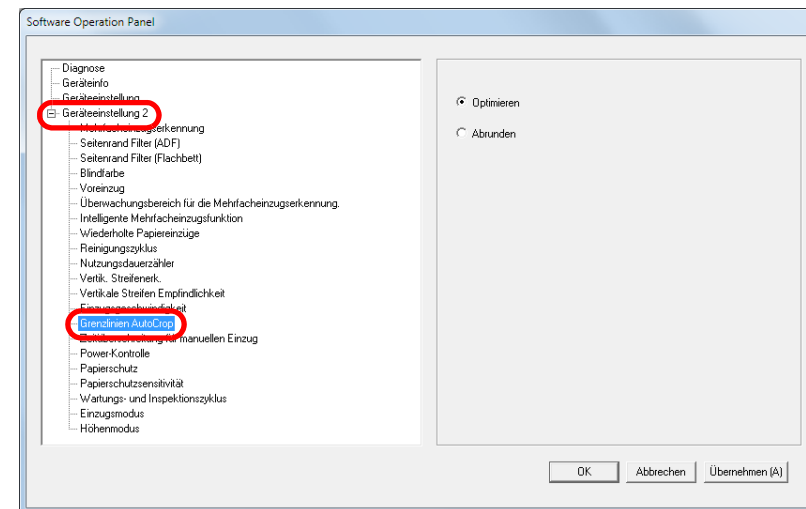 Software Operation Panel
Diagnose
Geräteinfo
Geräteeinstellung
Geräteeinstellung 2
Mehrfacheinzugserkennung
Seitenrand Filter (ADF)
Seitenrand Filter (Flachbett)
Blindfarbe
Voreinzug
Überwachungsbereich für die Mehrfacheinzugserkennung.
Intelligente Mehrfacheinzugsfunktion
Wiederholte Papiereinzüge
Reinigungszyklus
Nutzungsdauerzähler
Vertik. Streifenerk.
Vertikale Streifen Empfindlichkeit
Einzugsgeschwindigkeit
Grenzlinien AutoCrop
Zeitüberschreitung für manuellen Einzug
Power-Kontrolle
Papierschutz
Papierschutzsensitivität
Wartungs- und Inspektionszyklus
Einzugsmodus
Höhenmodus
Optimieren
Abrunden
OK
Abbrechen
Übernehmen (A)